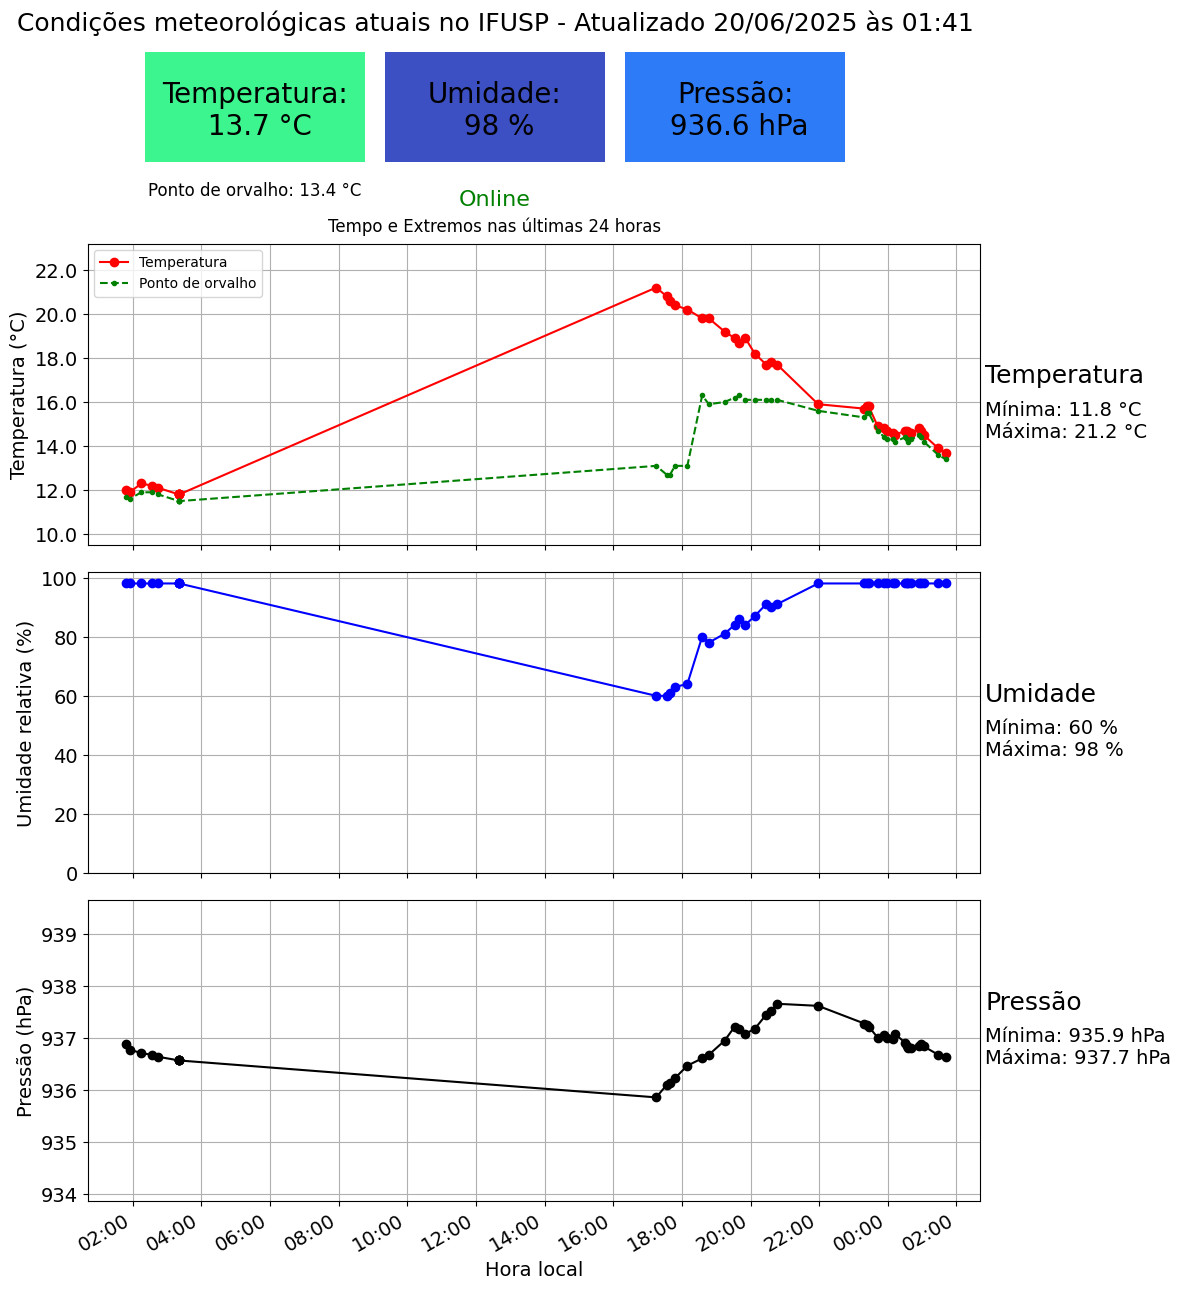 Condições meteorológicas atuais no IFUSP - Atualizado 20/06/2025 às 01:41
Temperatura:
13.7 °C
Umidade:
98 %
Pressão:
936.6 hPa
Ponto de orvalho: 13.4 °C
Online
Tempo e Extremos nas últimas 24 horas
Temperatura
Ponto de orvalho
Temperatura (°C)
22.0
20.0
18.0
16.0
14.0
12.0
10.0
Temperatura
Mínima: 11.8 °C
Máxima: 21.2 °C
Umidade relativa (%)
100
80
60
40
20
0
Umidade
Mínima: 60 %
Máxima: 98 %
Pressão (hPa)
939
938
937
936
935
934
Pressão
Mínima: 935.9 hPa
Máxima: 937.7 hPa
02:00 04:00 06:00 08:00 10:00 12:00 14:00 16:00 18:00 20:00 22:00 00:00 02:00
Hora local